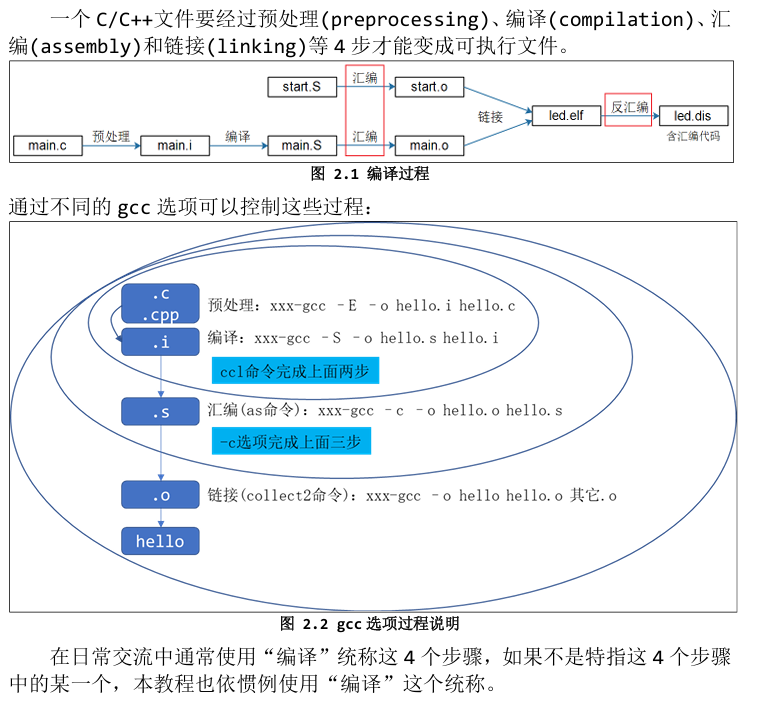 一个 C/C++文件要经过预处理(preprocessing)、编译(compilation)、汇
编(assembly)和链接(linking)等 4 步才能变成可执行文件。
start.S
汇编
start.o
链接
led.elf
反汇编
led.dis
含汇编代码
main.c
预处理
main.i
编译
main.S
汇编
main.o
图 2.1 编译过程
通过不同的 gcc 选项可以控制这些过程：
.c
.cpp
预处理：xxx-gcc –E –o hello.i hello.c
.i
编译：xxx-gcc –S –o hello.s hello.i
ccl命令完成上面两步
.s
汇编(as命令)：xxx-gcc –c –o hello.o hello.s
-c选项完成上面三步
.o
链接(collect2命令)：xxx-gcc –o hello hello.o 其它.o
hello
图 2.2 gcc 选项过程说明
在日常交流中通常使用“编译”统称这 4 个步骤，如果不是特指这 4 个步骤
中的某一个，本教程也依惯例使用“编译”这个统称。